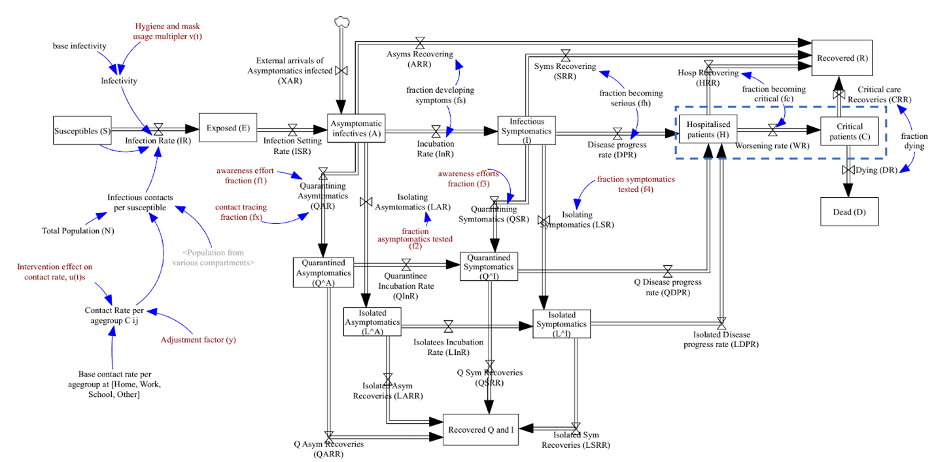 Hygiene and mask
usage multipler v(t)
base infectivity
Infectivity
External arrivals of
Asymptomatics infected
(XAR)
Asyms Recovering
(ARR)
Syms Recovering
(SRR)
Hosp Recovering
(HRR)
Recovered (R)
fraction developing
symptoms (fs)
fraction becoming
serious (fh)
fraction becoming
critical (fc)
Critical care
Recoveries (CRR)
Susceptibles (S)
Infection Rate (IR)
Exposed (E)
Infection Setting
Rate (ISR)
Asymptomatic
infectives (A)
Incubation
Rate (InR)
Infectious
Symptomatics
(I)
Disease progress
rate (DPR)
Hospitalised
patients (H)
Worsening rate (WR)
Critical
patients (C)
fraction
dying
Dying (DR)
Dead (D)
awareness effort
fraction (f1)
Quarantining
Asymtomatics
(QAR)
contact tracing
fraction (fx)
Isolating
Asymtomatics (LAR)
fraction
asymptomatics tested
(f2)
awareness efforts
fraction (f3)
Quarantining
Symtomatics (QSR)
fraction symptomatics
tested (f4)
Isolating
Symtomatics (LSR)
Infectious contacts
per susceptible
Total Population (N)
<Population from
various compartments>
Intervention effect on
contact rate, u(t)s
Contact Rate per
agegroup C ij
Adjustment factor (y)
Base contact rate per
agegroup at [Home, Work,
School, Other]
Quarantined
Asymptomatics
(Q^A)
Quarantinee
Incubation Rate
(QInR)
Quarantined
Symptomatics
(Q^I)
Q Disease progress
rate (QDPR)
Isolated
Asymptomatics
(L^A)
Isolatees Incubation
Rate (LInR)
Isolated
Symptomatics
(L^I)
Isolated Disease
progress rate (LDPR)
Isolated Asym
Recoveries (LARR)
Q Sym Recoveries
(QSRR)
Q Asym Recoveries
(QARR)
Recovered Q and I
Isolated Sym
Recoveries (LSRR)